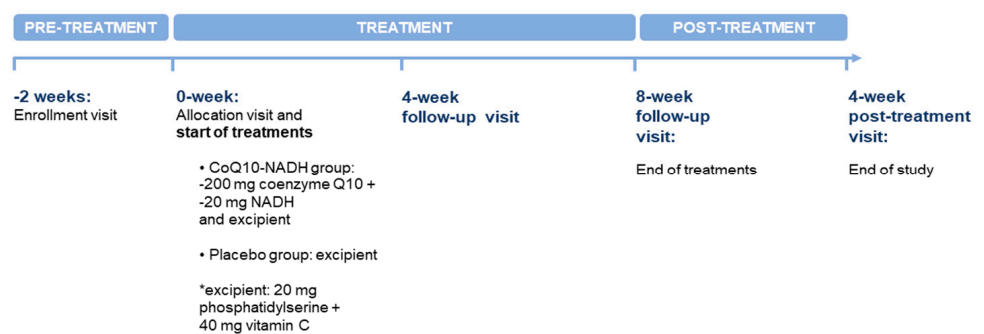 PRE-TREATMENT
TREATMENT
POST-TREATMENT
-2 weeks:
Enrollment visit
0-week:
Allocation visit and
start of treatments
• CoQ10-NADH group:
-200 mg coenzyme Q10 +
-20 mg NADH
and excipient
• Placebo group: excipient
*excipient: 20 mg
phosphatidylserine +
40 mg vitamin C
4-week
follow-up visit
8-week
follow-up
visit:
End of treatments
4-week
post-treatment
visit:
End of study